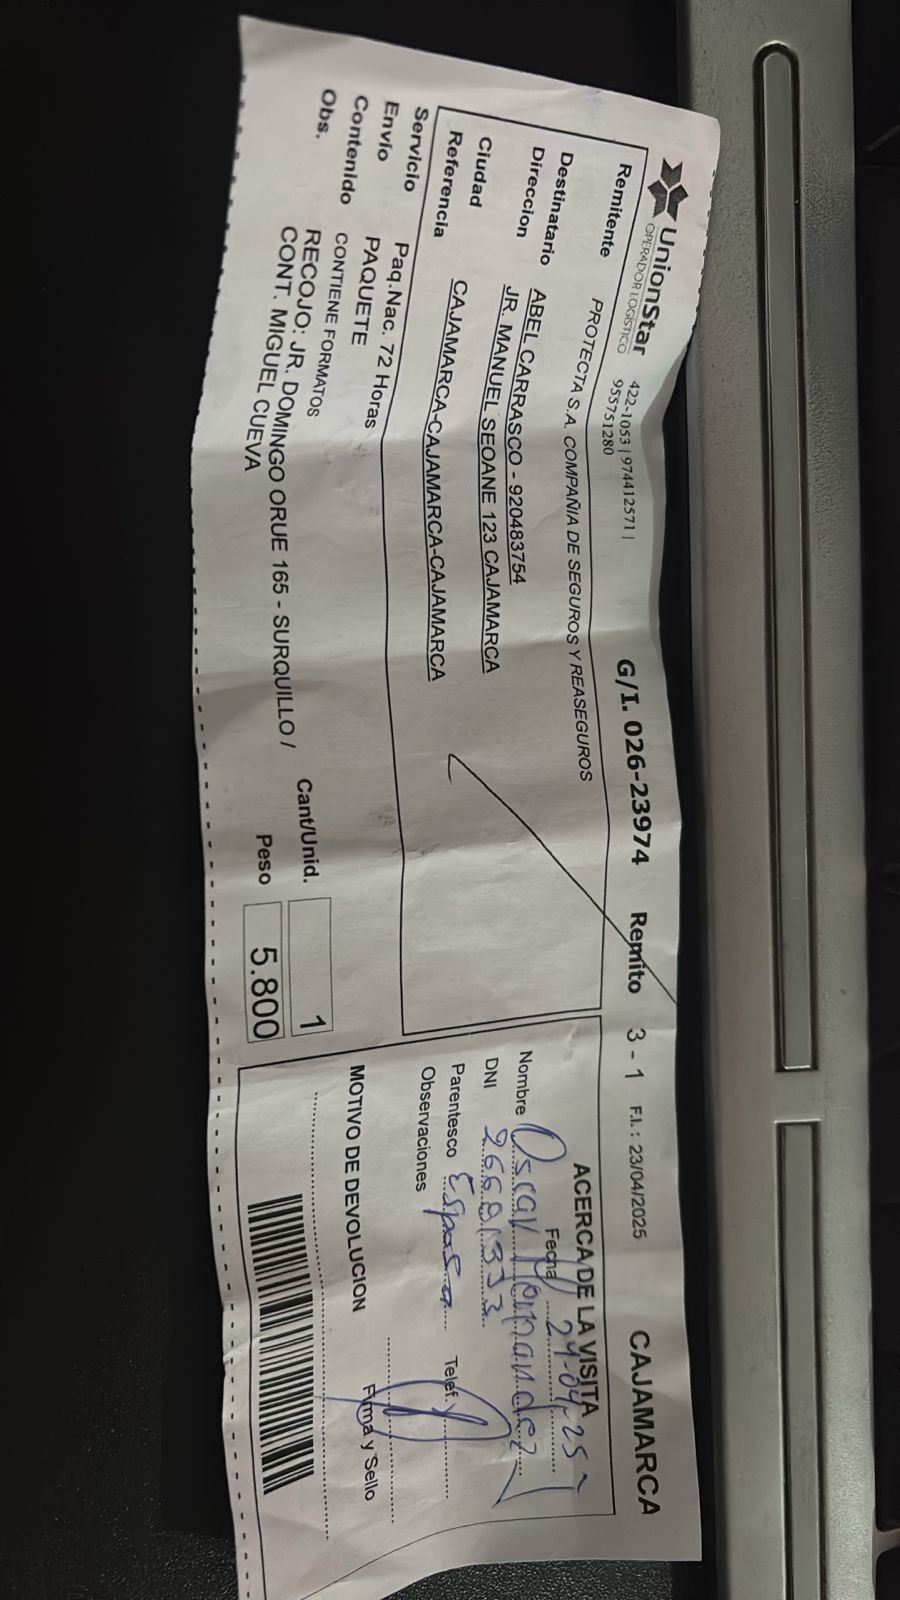 UnionStar
OPERADOR LOGÍSTICO
422-1053 | 974412571 |
955751280
G/I. 026-23974 Remito 3 - 1 F.I.: 23/04/2025 CAJAMARCA
Remitente PROTECTA S.A. COMPAÑIA DE SEGUROS Y REASEGUROS
Destinatario ABEL CARRASCO - 920483754
Direccion JR. MANUEL SEOANE 123 CAJAMARCA
Ciudad
Referencia CAJAMARCA-CAJAMARCA-CAJAMARCA
Servicio Paq.Nac. 72 Horas
Envío PAQUETE
Contenido CONTIENE FORMATOS
Obs. RECOJO: JR. DOMINGO ORUE 165 - SURQUILLO /
CONT. MIGUEL CUEVA
Cant/Unid. 1
Peso 5.800
ACERCA DE LA VISITA
Fecha 24-04-25
Nombre Oscar
DNI
Parentesco Esposo Telef.
Observaciones
MOTIVO DE DEVOLUCION
Firma y Sello